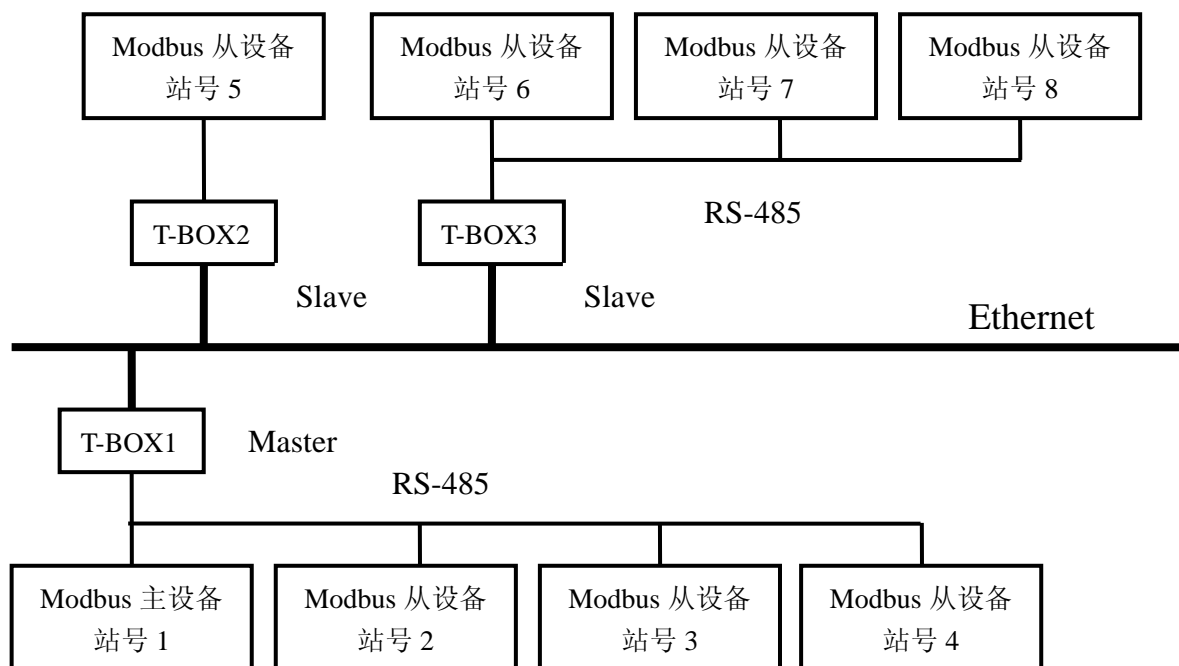 Modbus 从设备
站号 5
Modbus 从设备
站号 6
Modbus 从设备
站号 7
Modbus 从设备
站号 8
T-BOX2
T-BOX3
RS-485
Slave
Slave
Ethernet
T-BOX1
Master
RS-485
Modbus 主设备
站号 1
Modbus 从设备
站号 2
Modbus 从设备
站号 3
Modbus 从设备
站号 4